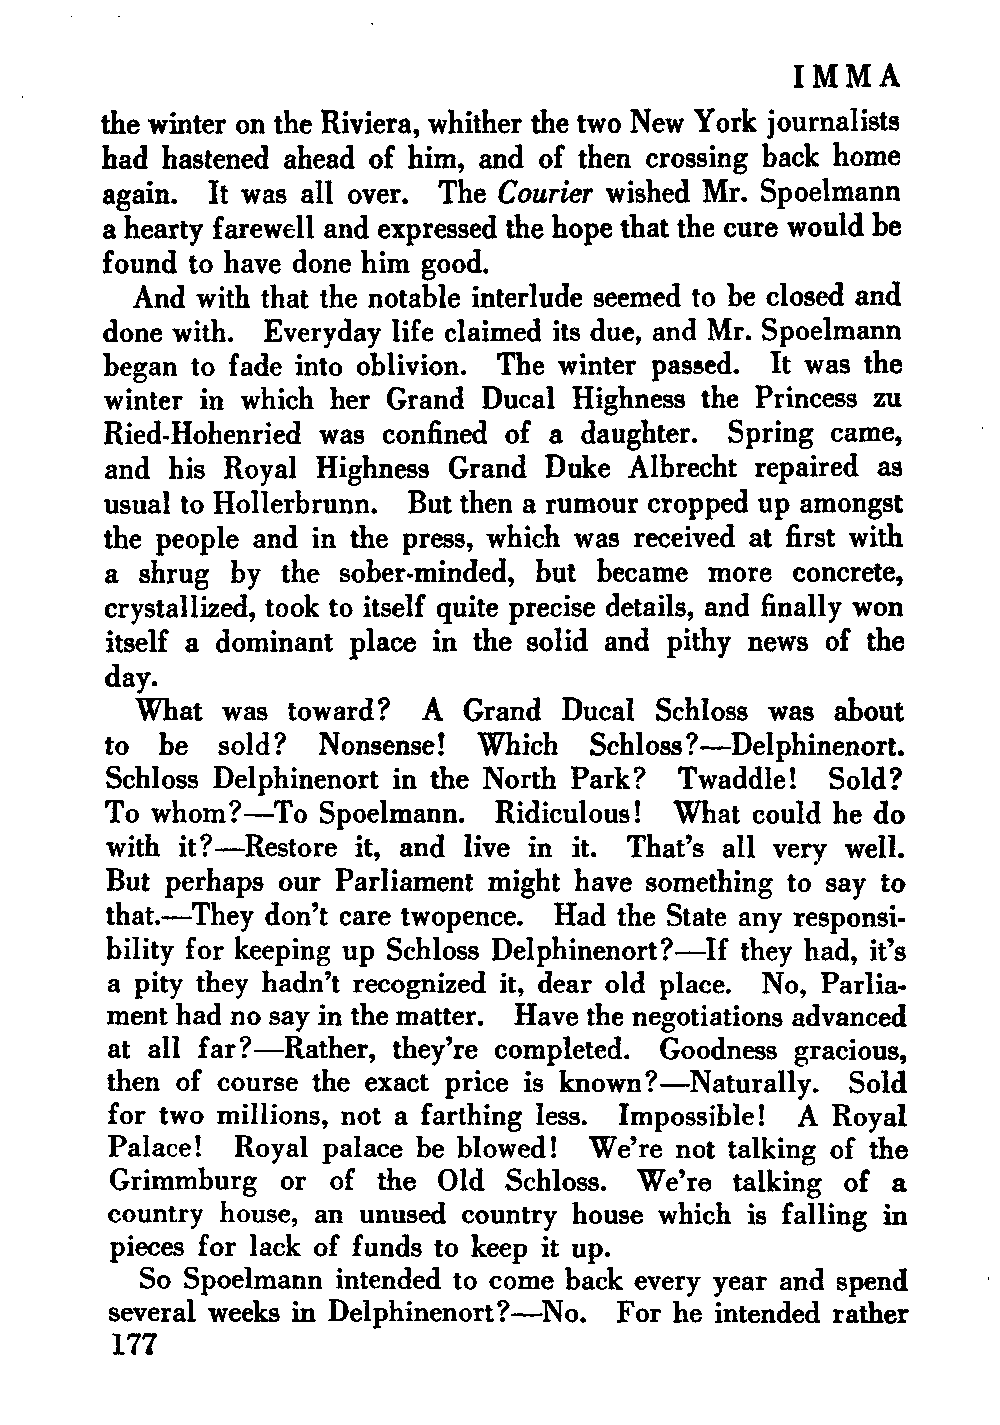 IMMA
the winter on the Riviera, whither the two New York journalists
had hastened ahead of him, and of then crossing back home
again. It was all over. The Courier wished Mr. Spoelmann
a hearty farewell and expressed the hope that the cure would be
found to have done him good.
And with that the notable interlude seemed to be closed and
done with. Everyday life claimed its due, and Mr. Spoelmann
began to fade into oblivion. The winter passed. It was the
winter in which her Grand Ducal Highness the Princess zu
Ried-Hohenried was confined of a daughter. Spring came,
and his Royal Highness Grand Duke Albrecht repaired as
usual to Hollerbrunn. But then a rumour cropped up amongst
the people and in the press, which was received at first with
a shrug by the sober-minded, but became more concrete,
crystallized, took to itself quite precise details, and finally won
itself a dominant place in the solid and pithy news of the
day.
What was toward? A Grand Ducal Schloss was about
to be sold? Nonsense! Which Schloss?—Delphinenort.
Schloss Delphinenort in the North Park? Twaddle! Sold?
To whom?—To Spoelmann. Ridiculous! What could he do
with it?—Restore it, and live in it. That's all very well.
But perhaps our Parliament might have something to say to
that.—They don't care twopence. Had the State any responsi-
bility for keeping up Schloss Delphinenort?—If they had, it's
a pity they hadn't recognized it, dear old place. No, Parlia-
ment had no say in the matter. Have the negotiations advanced
at all far?—Rather, they're completed. Goodness gracious,
then of course the exact price is known?—Naturally. Sold
for two millions, not a farthing less. Impossible! A Royal
Palace! Royal palace be blowed! We're not talking of the
Grimmburg or of the Old Schloss. We're talking of a
country house, an unused country house which is falling in
pieces for lack of funds to keep it up.
So Spoelmann intended to come back every year and spend
several weeks in Delphinenort?—No. For he intended rather
177